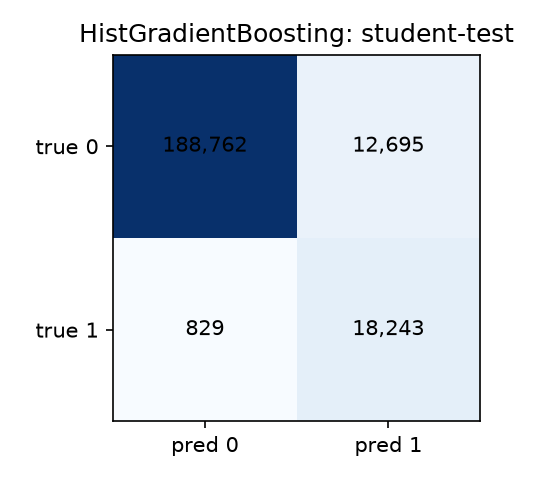 HistGradientBoosting: student-test
true 0
188,762
12,695
true 1
829
18,243
pred 0
pred 1